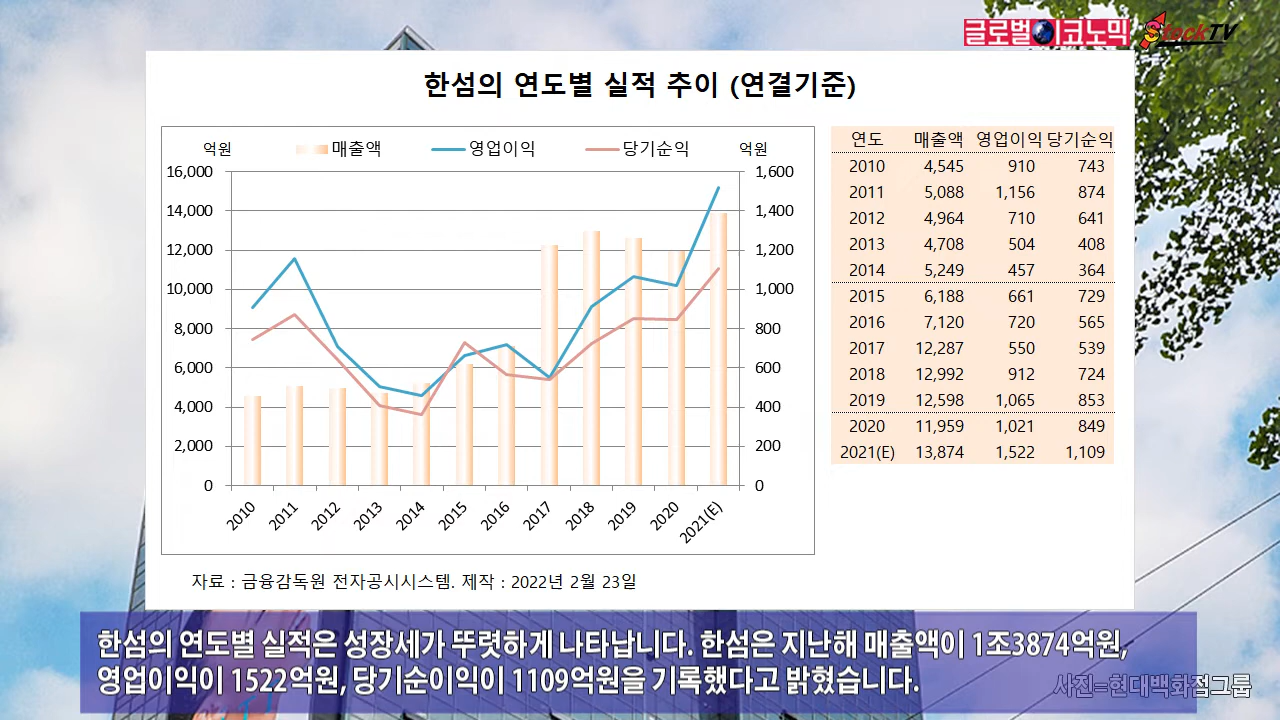 글로벌이코노믹 StockTV
한섬의 연도별 실적 추이 (연결기준)
억원 매출액 영업이익 당기순익 억원
16,000 1,600
14,000 1,400
12,000 1,200
10,000 1,000
8,000 800
6,000 600
4,000 400
2,000 200
0 0
2010 2011 2012 2013 2014 2015 2016 2017 2018 2019 2020 2021(E)
연도 매출액 영업이익 당기순익
2010 4,545 910 743
2011 5,088 1,156 874
2012 4,964 710 641
2013 4,708 504 408
2014 5,249 457 364
2015 6,188 661 729
2016 7,120 720 565
2017 12,287 550 539
2018 12,992 912 724
2019 12,598 1,065 853
2020 11,959 1,021 849
2021(E) 13,874 1,522 1,109
자료 : 금융감독원 전자공시시스템. 제작 : 2022년 2월 23일
한섬의 연도별 실적은 성장세가 뚜렷하게 나타납니다. 한섬은 지난해 매출액이 1조3874억원,
영업이익이 1522억원, 당기순이익이 1109억원을 기록했다고 밝혔습니다.
사진=현대백화점그룹